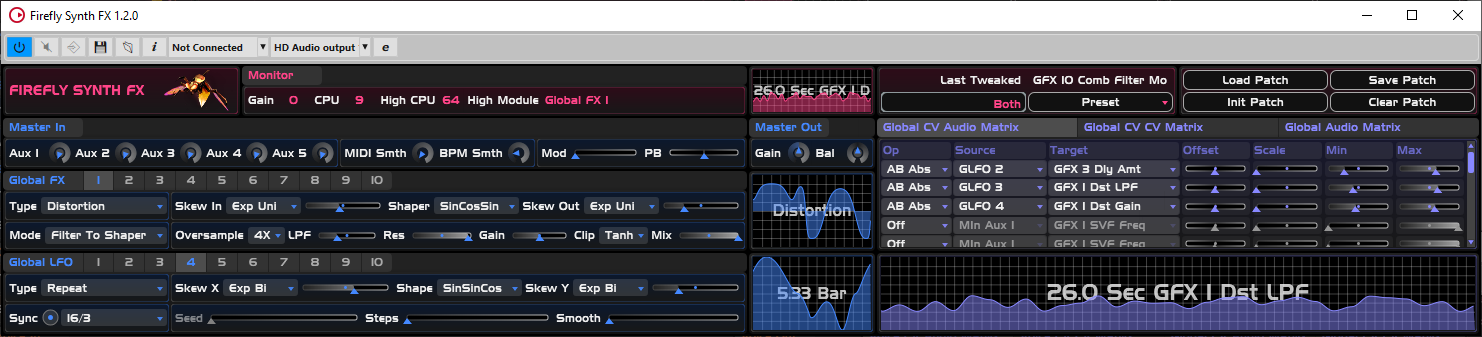 Firefly Synth FX 1.2.0
i Not Connected HD Audio output e
FIREFLY SYNTH FX
Monitor
Gain 0 CPU 9 High CPU 64 High Module Global FX 1
26.0 Sec GFX 1 D
Last Tweaked GFX IO Comb Filter Mo
Both Preset
Load Patch Save Patch
Init Patch Clear Patch
Master In
Aux 1 Aux 2 Aux 3 Aux 4 Aux 5 MIDI Smth BPM Smth Mod PB
Master Out
Gain Bal
Global CV Audio Matrix Global CV CV Matrix Global Audio Matrix
Op Source Target Offset Scale Min Max
AB Abs GLFO 2 GFX 3 Dly Amt
AB Abs GLFO 3 GFX 1 Dst LPF
AB Abs GLFO 4 GFX 1 Dst Gain
Off MIn Aux 1 GFX 1 SVF Freq
Off MIn Aux 1 GFX 1 SVF Freq
Global FX 1 2 3 4 5 6 7 8 9 10
Type Distortion Skew In Exp Uni Shaper SinCosSin Skew Out Exp Uni
Mode Filter To Shaper Oversample 4X LPF Res Gain Clip Tanh Mix
Distortion
Global LFO 1 2 3 4 5 6 7 8 9 10
Type Repeat Skew X Exp Bi Shape SinSinCos Skew Y Exp Bi
Sync 16/3 Seed Steps Smooth
5.33 Bar
26.0 Sec GFX 1 Dst LPF